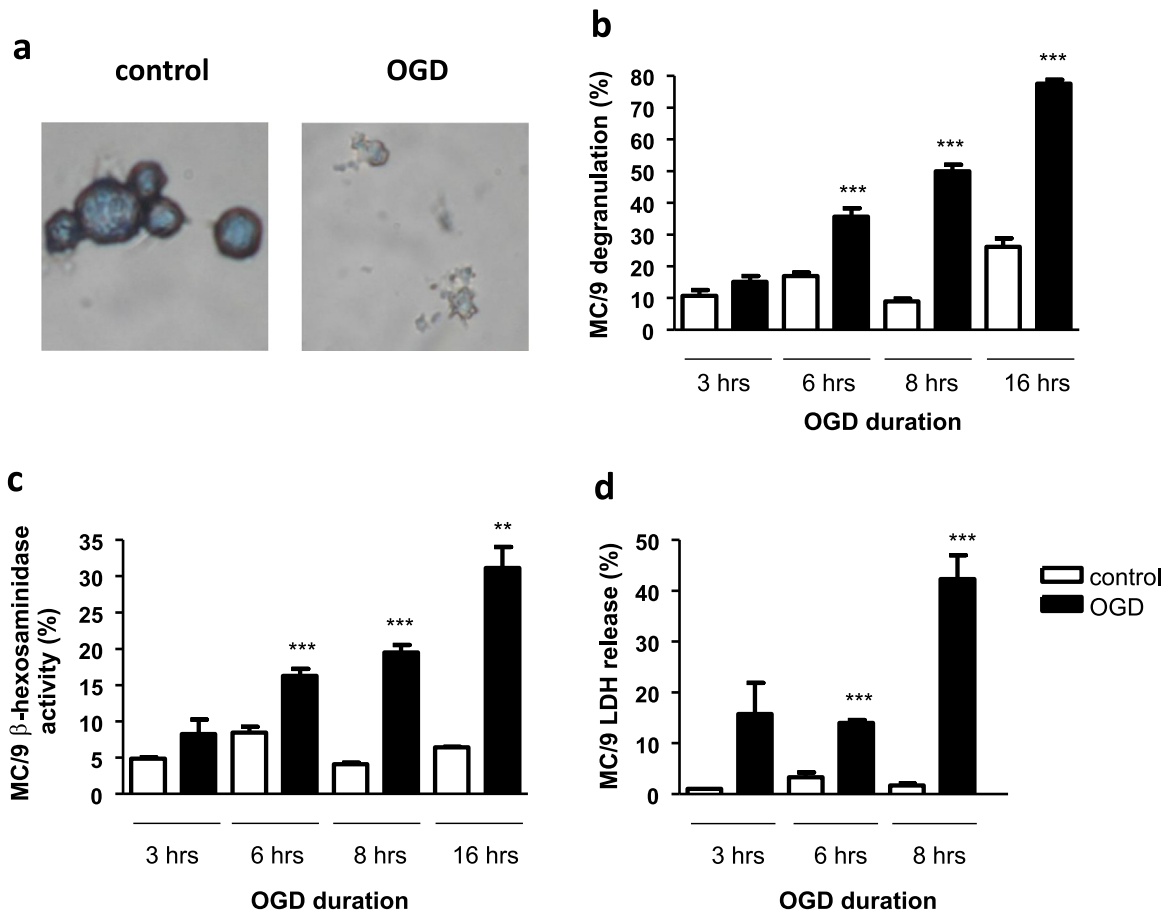 a
control
OGD
b
MC/9 degranulation (%)
80
70
60
50
40
30
20
10
0
***
***
***
3 hrs
6 hrs
8 hrs
16 hrs
OGD duration
c
MC/9 β-hexosaminidase
activity (%)
35
30
25
20
15
10
5
0
***
***
**
3 hrs
6 hrs
8 hrs
16 hrs
OGD duration
d
MC/9 LDH release (%)
50
40
30
20
10
0
***
***
3 hrs
6 hrs
8 hrs
OGD duration
control
OGD